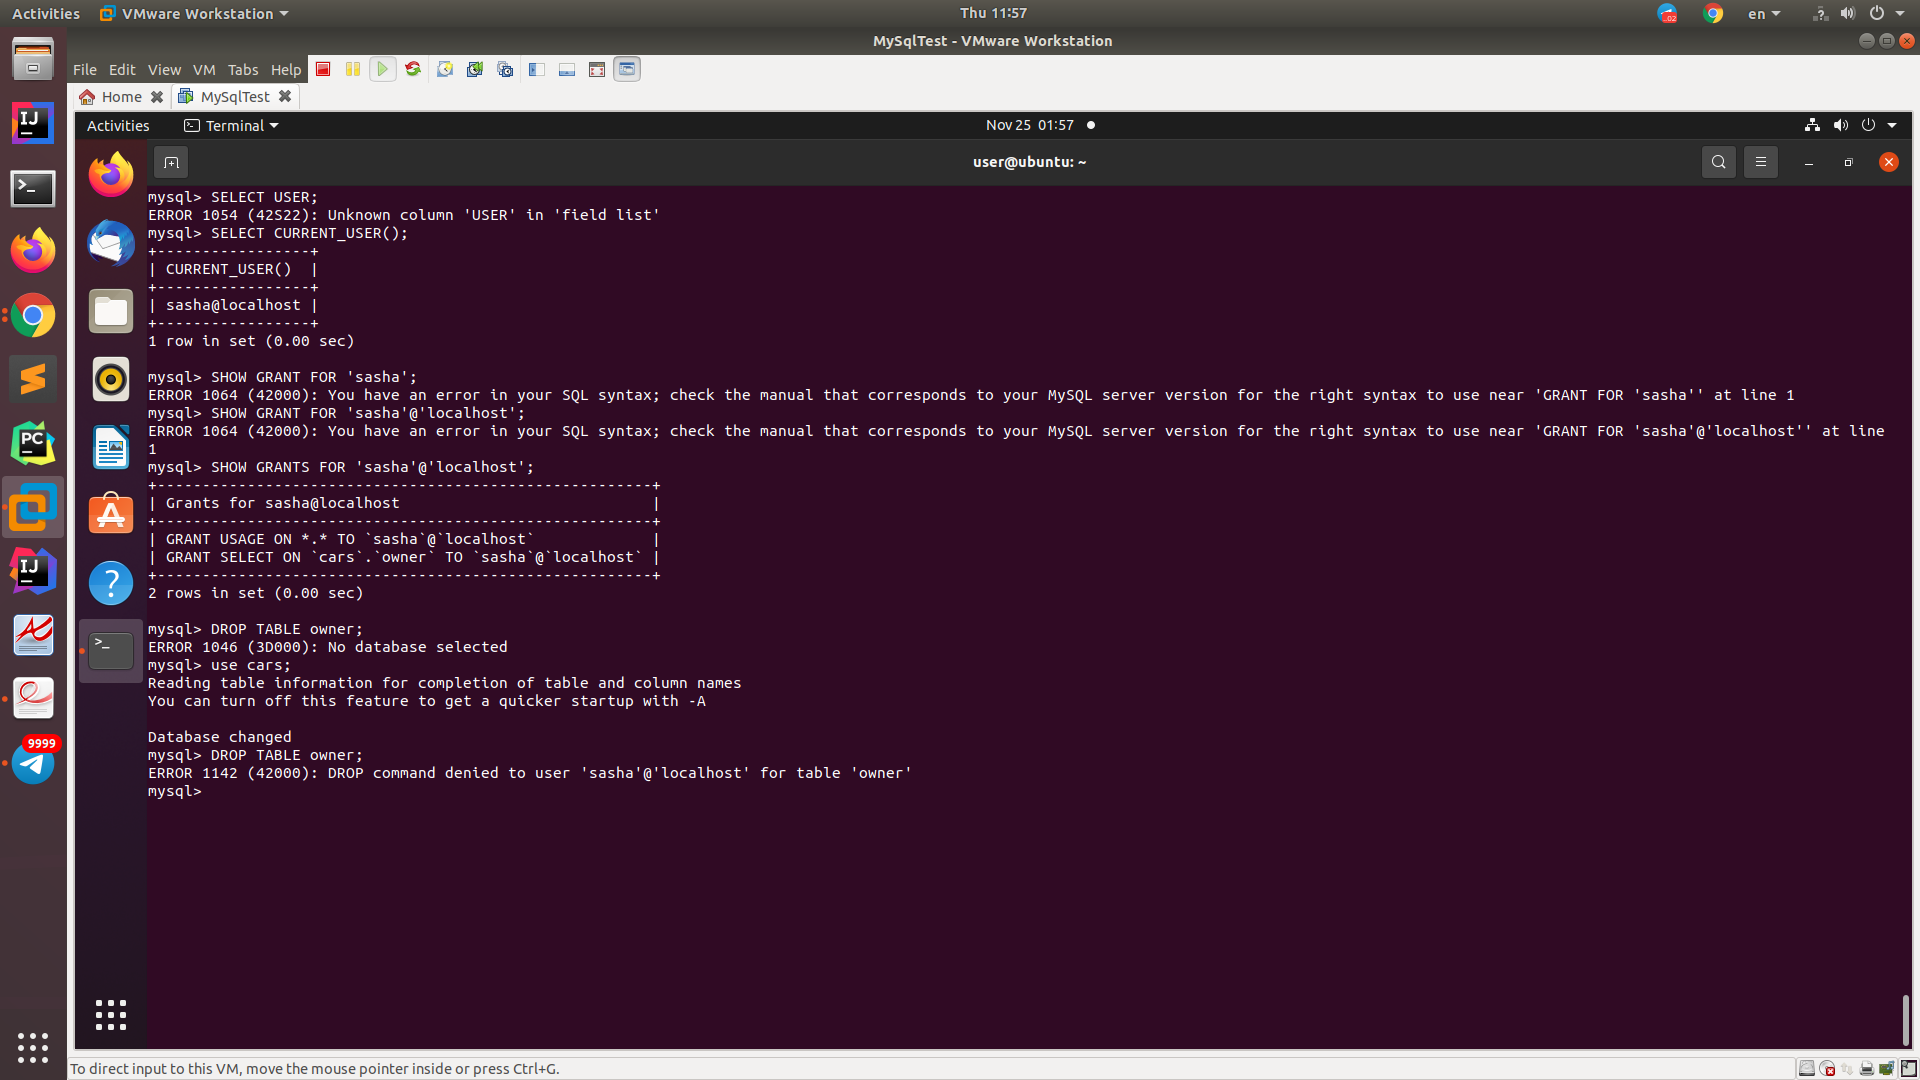 Activities VMware Workstation Thu 11:57 en
MySqlTest - VMware Workstation
File Edit View VM Tabs Help
Home MySqlTest
Activities Terminal Nov 25 01:57
user@ubuntu: ~
mysql> SELECT USER;
ERROR 1054 (42S22): Unknown column 'USER' in 'field list'
mysql> SELECT CURRENT_USER();
+-----------------+
| CURRENT_USER()  |
+-----------------+
| sasha@localhost |
+-----------------+
1 row in set (0.00 sec)
mysql> SHOW GRANT FOR 'sasha';
ERROR 1064 (42000): You have an error in your SQL syntax; check the manual that corresponds to your MySQL server version for the right syntax to use near 'GRANT FOR 'sasha'' at line 1
mysql> SHOW GRANT FOR 'sasha'@'localhost';
ERROR 1064 (42000): You have an error in your SQL syntax; check the manual that corresponds to your MySQL server version for the right syntax to use near 'GRANT FOR 'sasha'@'localhost'' at line
1
mysql> SHOW GRANTS FOR 'sasha'@'localhost';
+-------------------------------------------------------+
| Grants for sasha@localhost                            |
+-------------------------------------------------------+
| GRANT USAGE ON *.* TO `sasha`@`localhost`             |
| GRANT SELECT ON `cars`.`owner` TO `sasha`@`localhost` |
+-------------------------------------------------------+
2 rows in set (0.00 sec)
mysql> DROP TABLE owner;
ERROR 1046 (3D000): No database selected
mysql> use cars;
Reading table information for completion of table and column names
You can turn off this feature to get a quicker startup with -A
Database changed
mysql> DROP TABLE owner;
ERROR 1142 (42000): DROP command denied to user 'sasha'@'localhost' for table 'owner'
mysql>
IJ
PC
IJ
9999
To direct input to this VM, move the mouse pointer inside or press Ctrl+G.